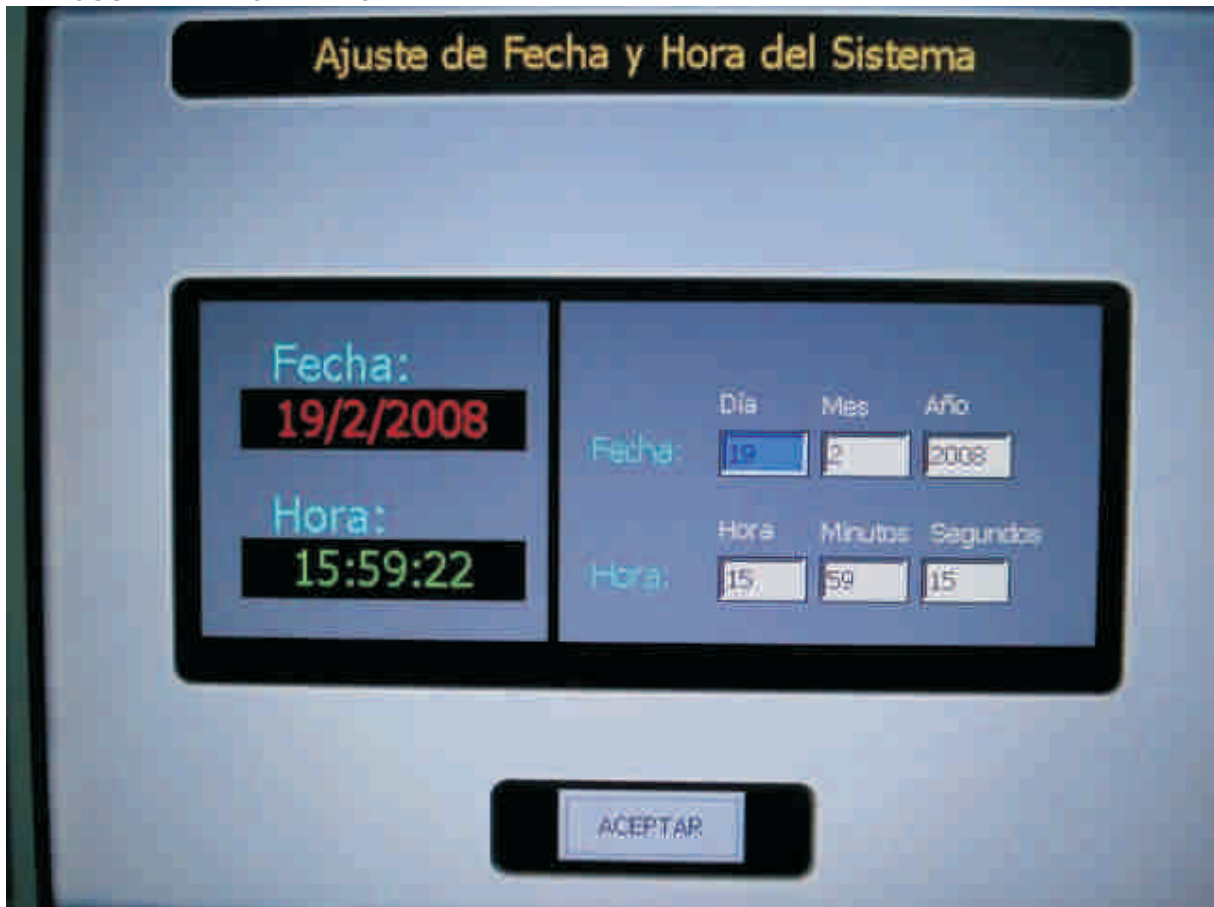 Ajuste de Fecha y Hora del Sistema
Fecha:
19/2/2008
Hora:
15:59:22
Día Mes Año
Fecha: 19 2 2008
Hora Minutos Segundos
Hora: 15 59 15
ACEPTAR